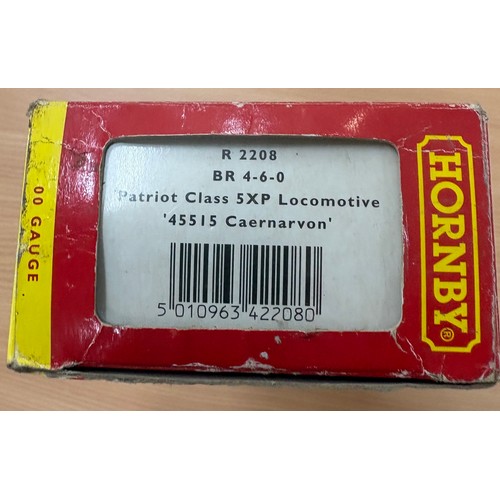 00 GAUGE
R 2208
BR 4-6-0
Patriot Class 5XP Locomotive
'45515 Caernarvon'
5 010963 422080
HORNBY®